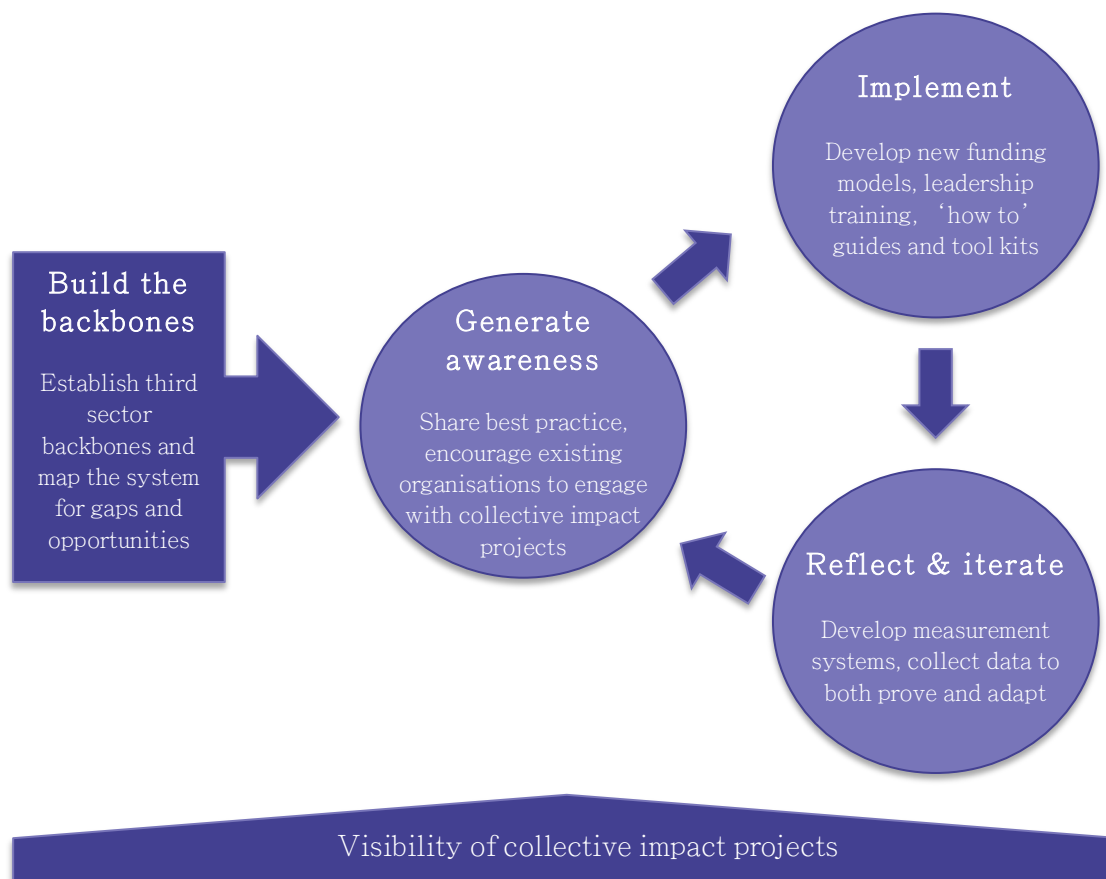 Build the
backbones
Establish third
sector
backbones and
map the system
for gaps and
opportunities
Generate
awareness
Share best practice,
encourage existing
organisations to engage
with collective impact
projects
Implement
Develop new funding
models, leadership
training, ‘how to’
guides and tool kits
Reflect & iterate
Develop measurement
systems, collect data to
both prove and adapt
Visibility of collective impact projects